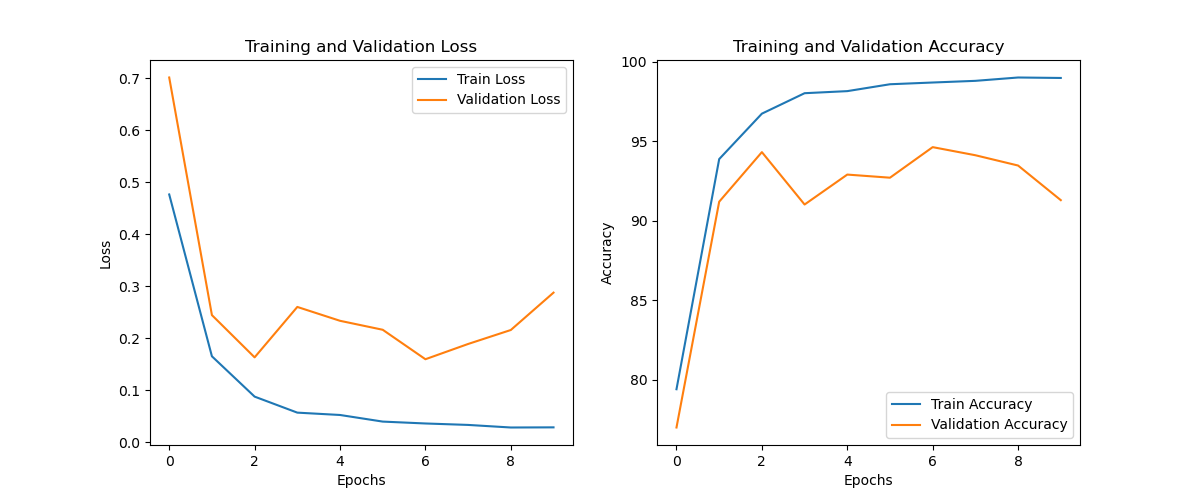 Training and Validation Loss
Train Loss
Validation Loss
0.7
0.6
0.5
0.4
0.3
0.2
0.1
0.0
Loss
0 2 4 6 8
Epochs
Training and Validation Accuracy
100
95
90
85
80
Accuracy
Train Accuracy
Validation Accuracy
0 2 4 6 8
Epochs